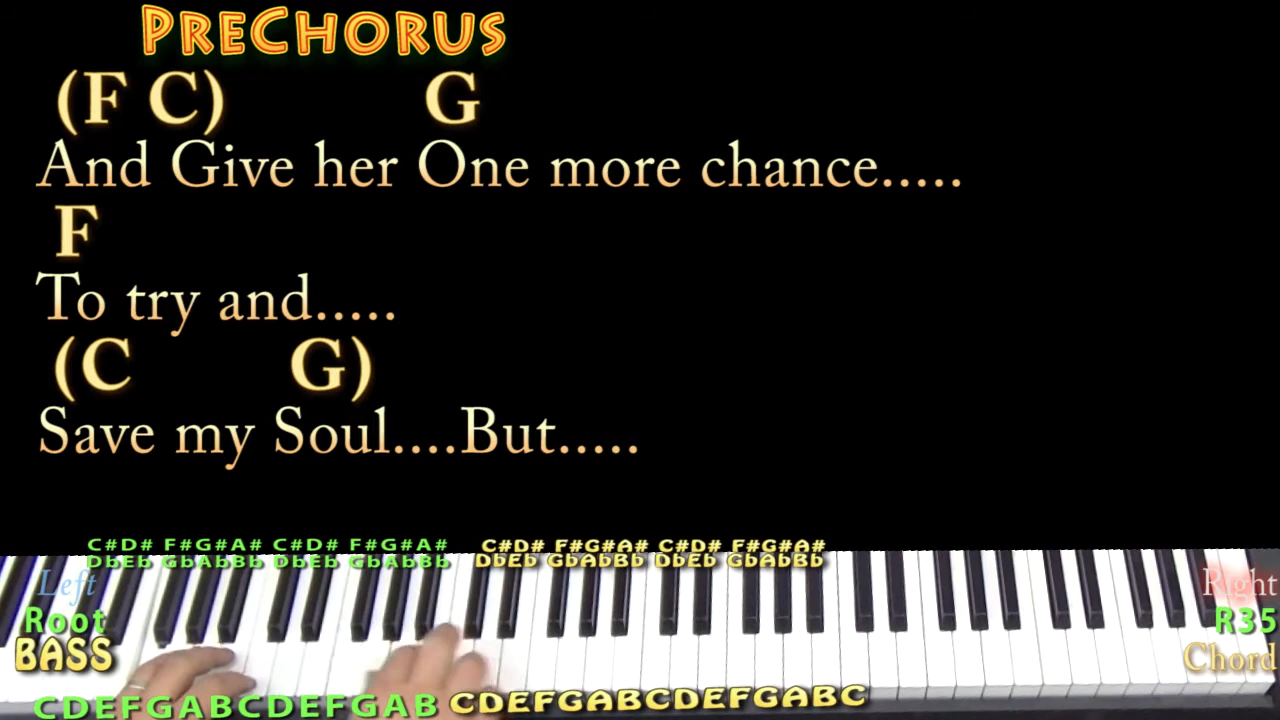 PRECHORUS
(F C) G
And Give her One more chance.....
F
To try and.....
(C G)
Save my Soul....But.....
C#D# F#G#A# C#D# F#G#A# C#D# F#G#A# C#D# F#G#A#
DbEb GbAbBb DbEb GbAbBb DbEb GbAbBb DbEb GbAbBb
Left Right
Root R35
BASS Chord
CDEFGABCDEFGAB CDEFGABCDEFGABC